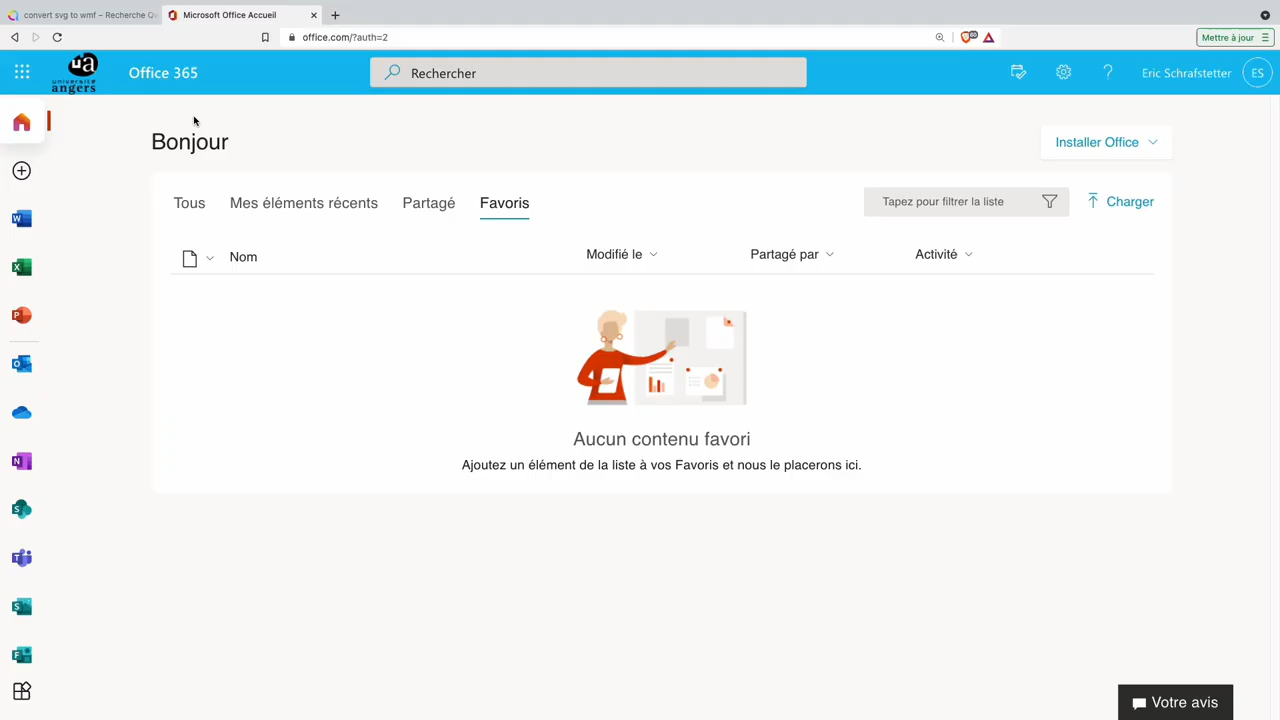 convert svg to wmf – Recherche Qw
Microsoft Office Accueil
office.com/?auth=2
Mettre à jour
ua
université
angers
Office 365
Rechercher
Eric Schrafstetter
ES
Bonjour
Installer Office
Tous
Mes éléments récents
Partagé
Favoris
Tapez pour filtrer la liste
Charger
Nom
Modifié le
Partagé par
Activité
Aucun contenu favori
Ajoutez un élément de la liste à vos Favoris et nous le placerons ici.
Votre avis